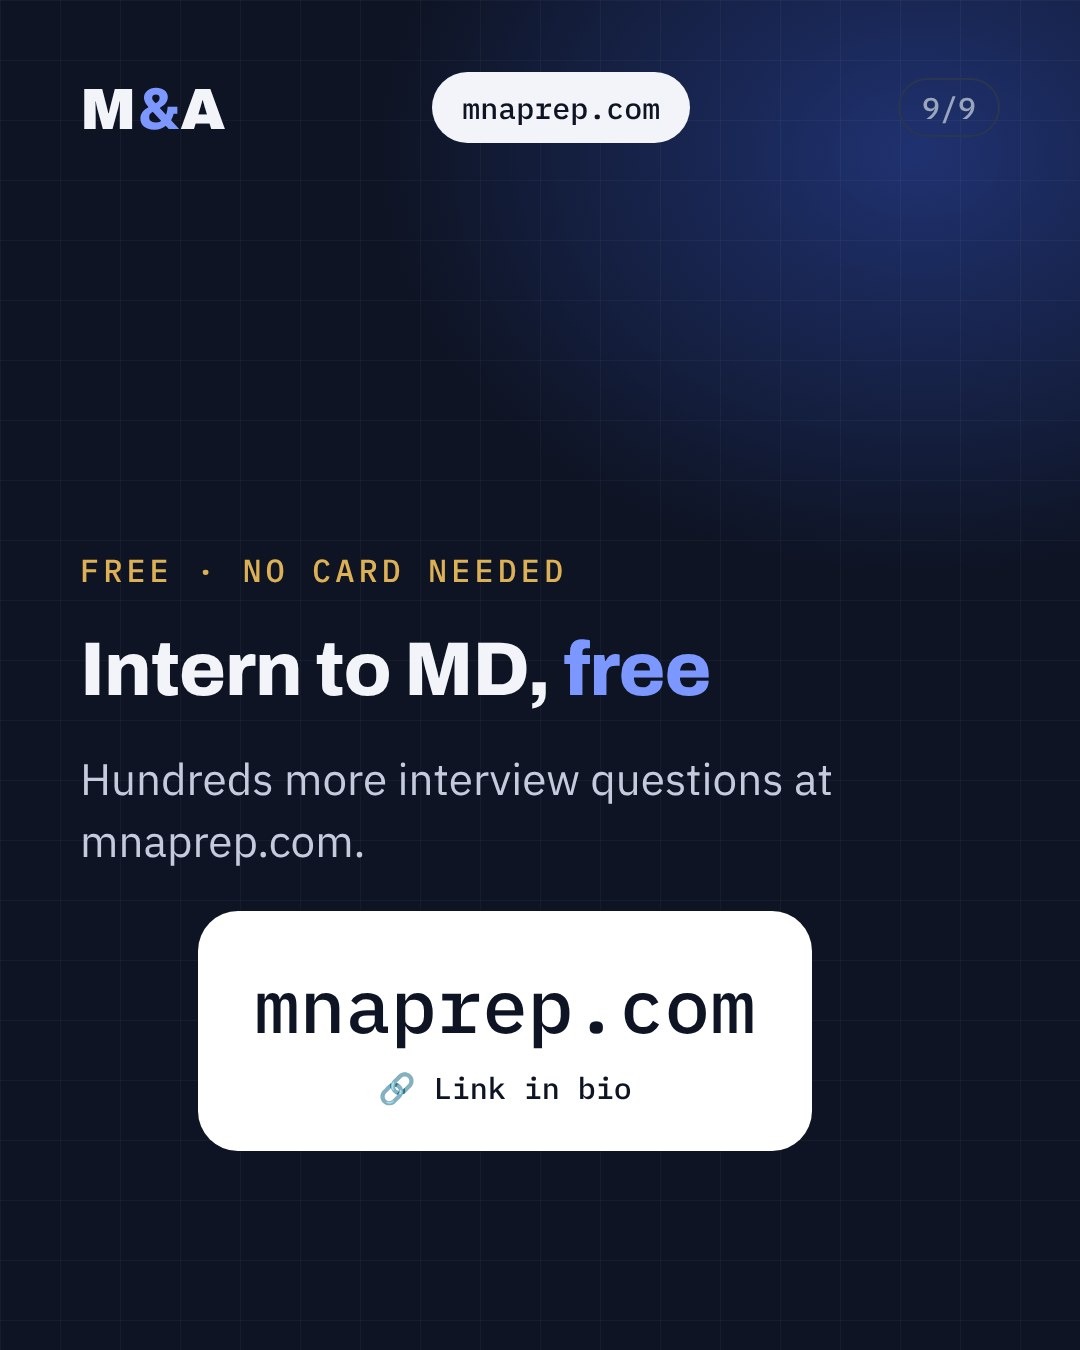 M&A
mnaprep.com
9/9
FREE · NO CARD NEEDED
Intern to MD, free
Hundreds more interview questions at
mnaprep.com.
mnaprep.com
🔗 Link in bio